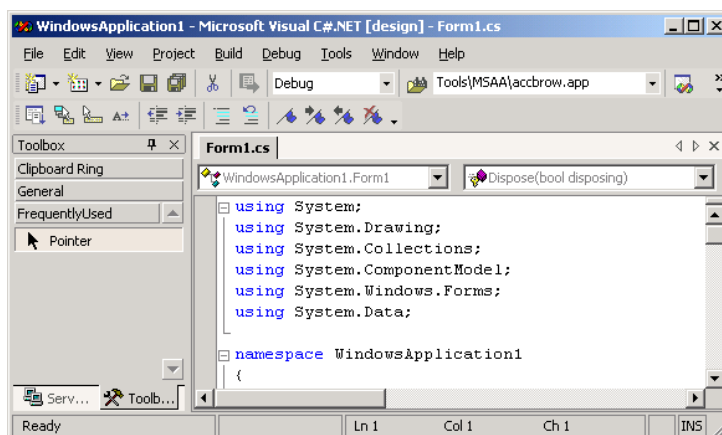 WindowsApplication1 - Microsoft Visual C#.NET [design] - Form1.cs
File Edit View Project Build Debug Tools Window Help
Debug Tools\MSAA\accbrow.app
Toolbox
Form1.cs
Clipboard Ring
WindowsApplication1.Form1 Dispose(bool disposing)
General
FrequentlyUsed
Pointer
using System;
using System.Drawing;
using System.Collections;
using System.ComponentModel;
using System.Windows.Forms;
using System.Data;
namespace WindowsApplication1
{
Serv... Toolb...
Ready Ln 1 Col 1 Ch 1 INS